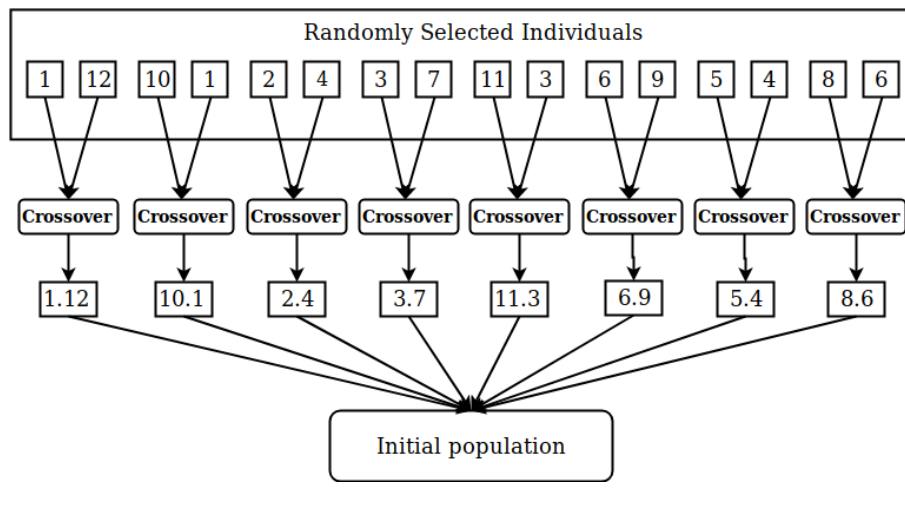 Randomly Selected Individuals
1 12 10 1 2 4 3 7 11 3 6 9 5 4 8 6
Crossover Crossover Crossover Crossover Crossover Crossover Crossover Crossover
1.12 10.1 2.4 3.7 11.3 6.9 5.4 8.6
Initial population